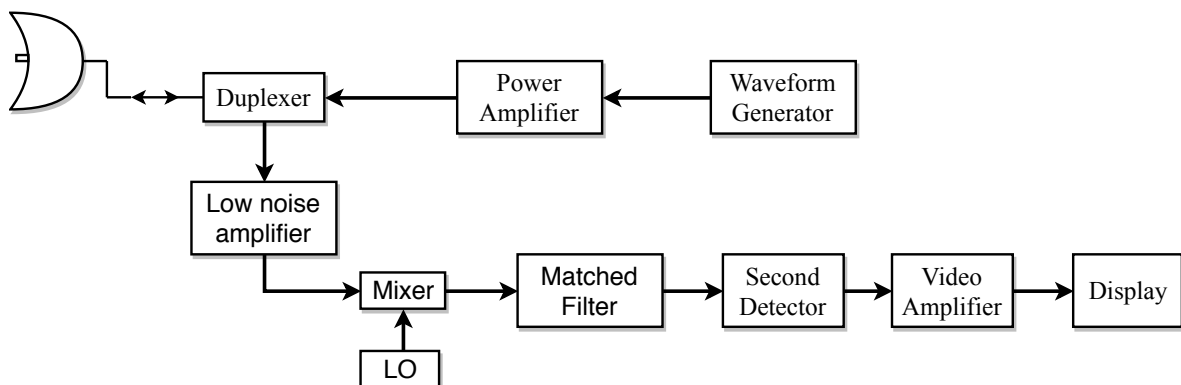 Duplexer
Power
Amplifier
Waveform
Generator
Low noise
amplifier
Mixer
Matched
Filter
Second
Detector
Video
Amplifier
Display
LO